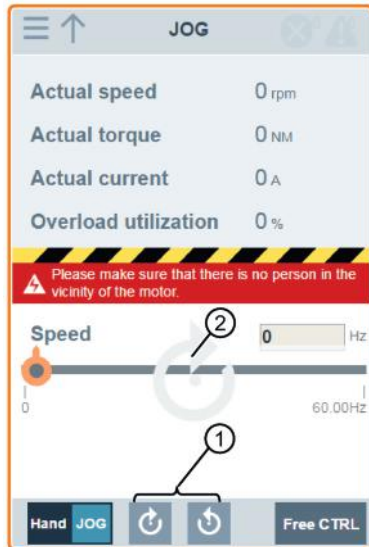 JOG
Actual speed 0 rpm
Actual torque 0 NM
Actual current 0 A
Overload utilization 0 %
Please make sure that there is no person in the
vicinity of the motor.
Speed 0 Hz
2
0 60.00Hz
1
Hand JOG Free CTRL